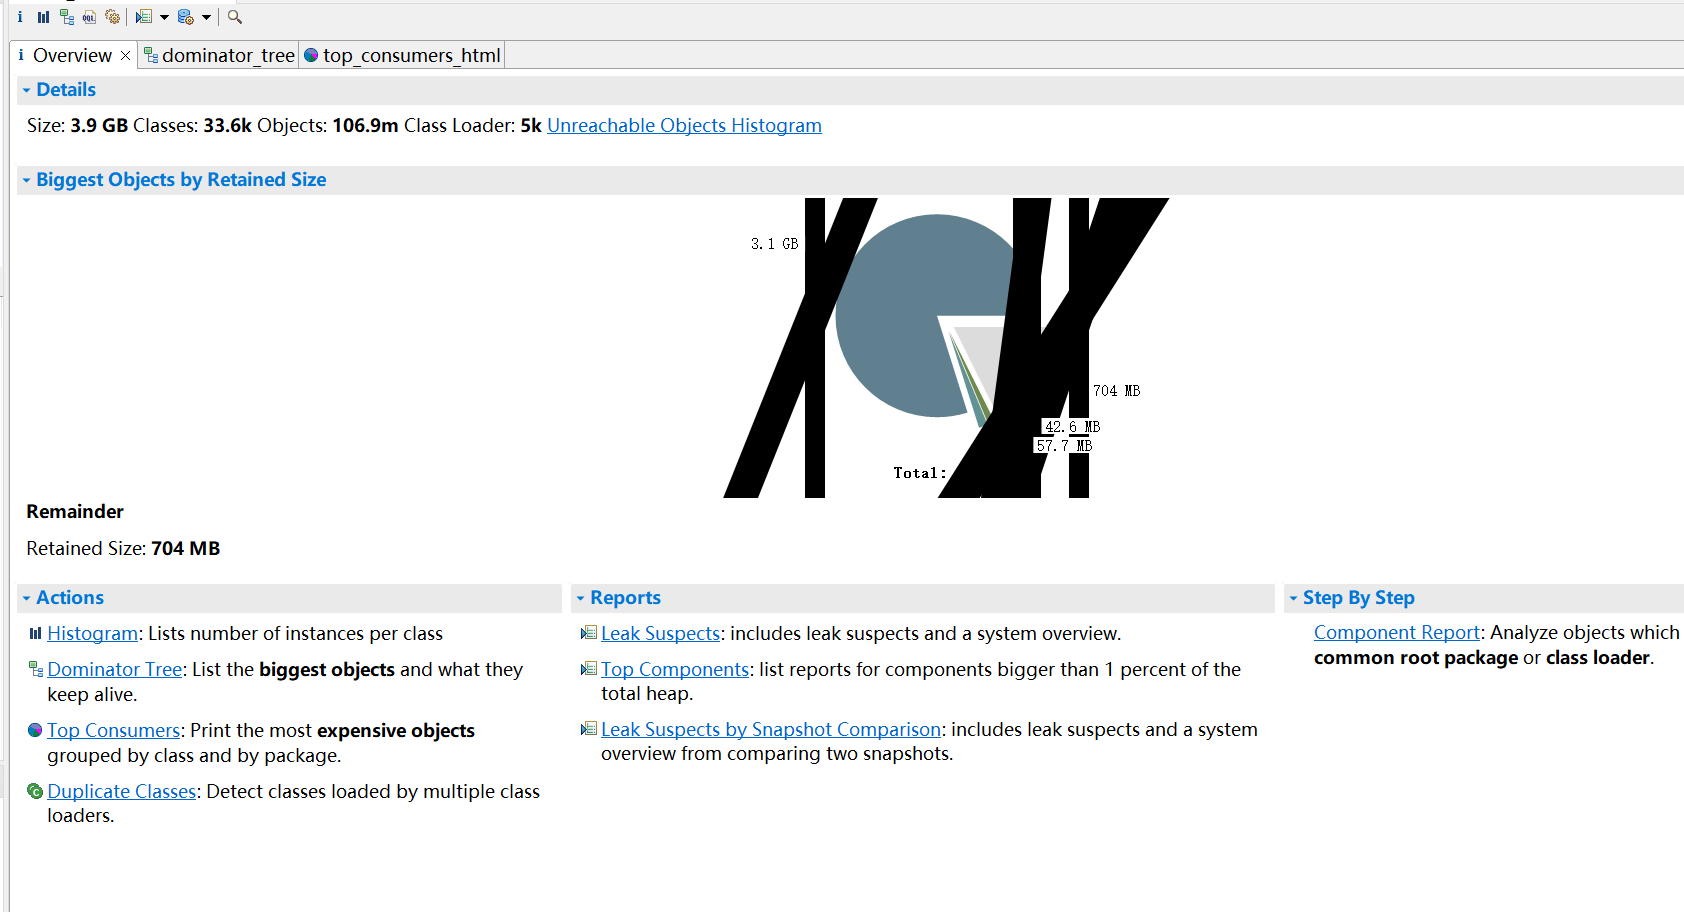 Overview
dominator_tree
top_consumers_html
Details
Size: 3.9 GB Classes: 33.6k Objects: 106.9m Class Loader: 5k Unreachable Objects Histogram
Biggest Objects by Retained Size
3.1 GB
704 MB
42.6 MB
57.7 MB
Total:
Remainder
Retained Size: 704 MB
Actions
Histogram: Lists number of instances per class
Dominator Tree: List the biggest objects and what they
keep alive.
Top Consumers: Print the most expensive objects
grouped by class and by package.
Duplicate Classes: Detect classes loaded by multiple class
loaders.
Reports
Leak Suspects: includes leak suspects and a system overview.
Top Components: list reports for components bigger than 1 percent of the
total heap.
Leak Suspects by Snapshot Comparison: includes leak suspects and a system
overview from comparing two snapshots.
Step By Step
Component Report: Analyze objects which
common root package or class loader.